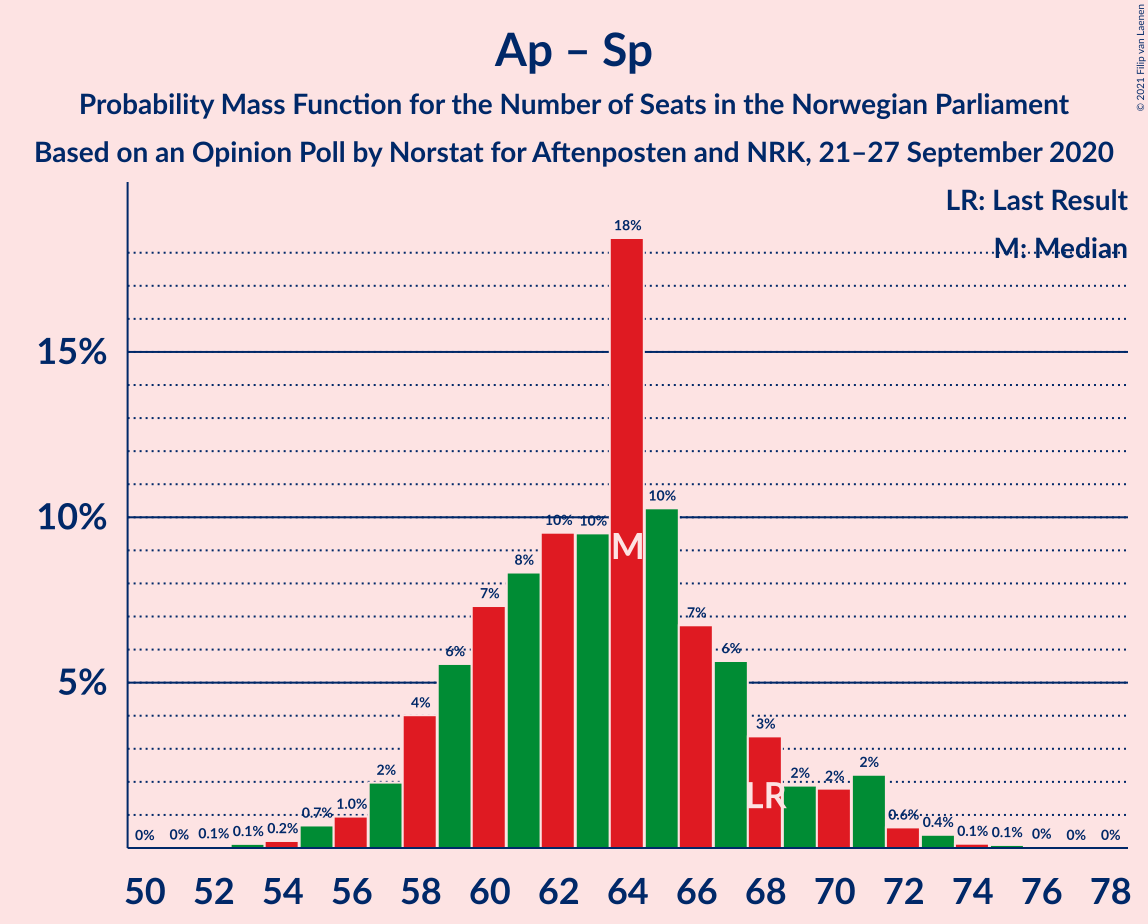 Ap – Sp
Probability Mass Function for the Number of Seats in the Norwegian Parliament
Based on an Opinion Poll by Norstat for Aftenposten and NRK, 21–27 September 2020
© 2021 Filip van Laenen
LR: Last Result
M: Median
15%
10%
5%
0% 0% 0.1% 0.1% 0.2% 0.7% 1.0% 2% 4% 6% 7% 8% 10% 10% 18% 10% 7% 6% 3% 2% 2% 2% 0.6% 0.4% 0.1% 0.1% 0% 0% 0%
M
LR
50 52 54 56 58 60 62 64 66 68 70 72 74 76 78